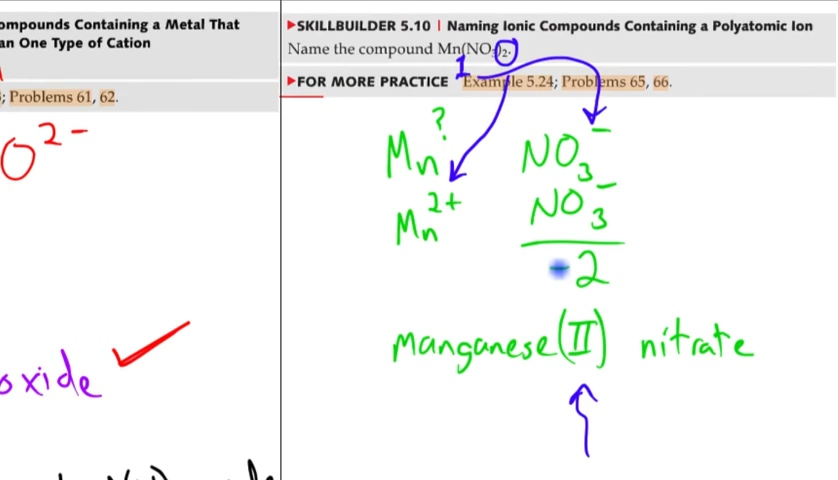 ompounds Containing a Metal That
an One Type of Cation
; Problems 61, 62.
O²⁻
oxide
▶SKILLBUILDER 5.10 | Naming Ionic Compounds Containing a Polyatomic Ion
Name the compound Mn(NO₃)₂.
▶FOR MORE PRACTICE Example 5.24; Problems 65, 66.
1
Mn? NO₃⁻
Mn²⁺ NO₃⁻
-2
manganese(II) nitrate